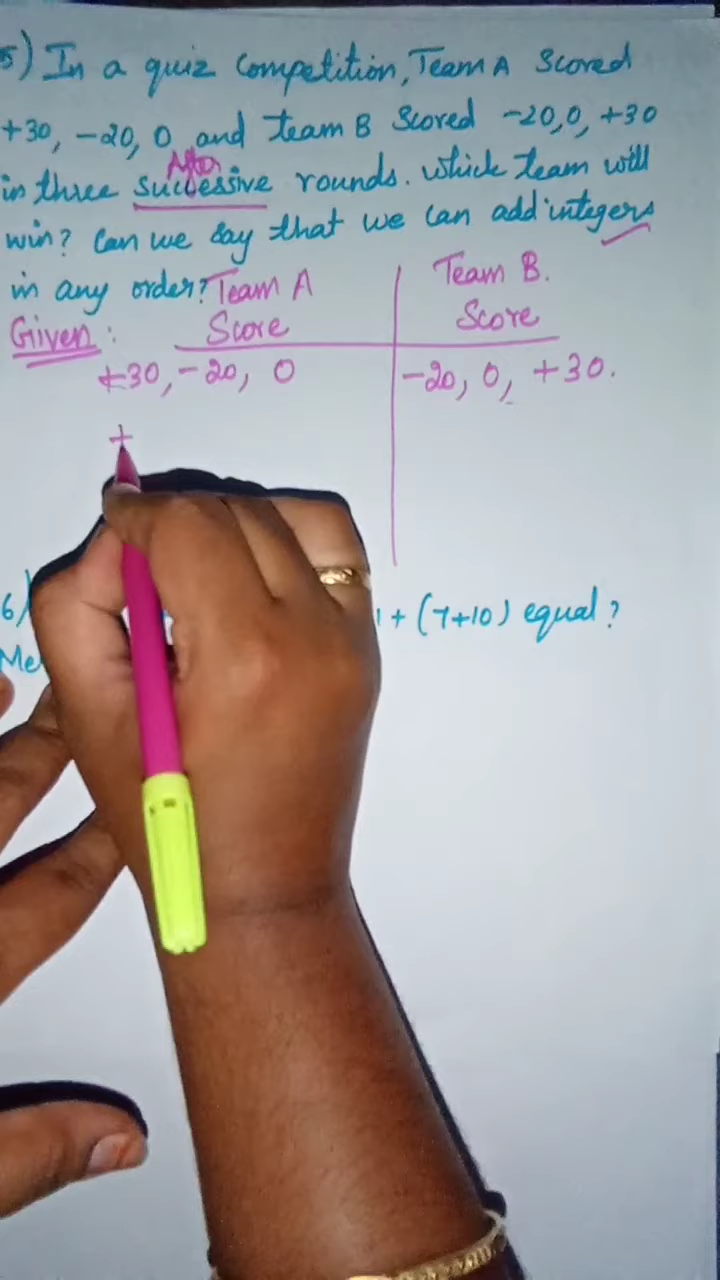 5) In a quiz competition, Team A Scored
+30, -20, 0 and team B Scored -20, 0, +30
After
in three successive rounds. which team will
win? Can we say that we can add integers
in any order?
Team A
Score
Team B.
Score
Given:
+30, -20, 0
-20, 0, +30.
+
6)
+ (7+10) equal?
Me